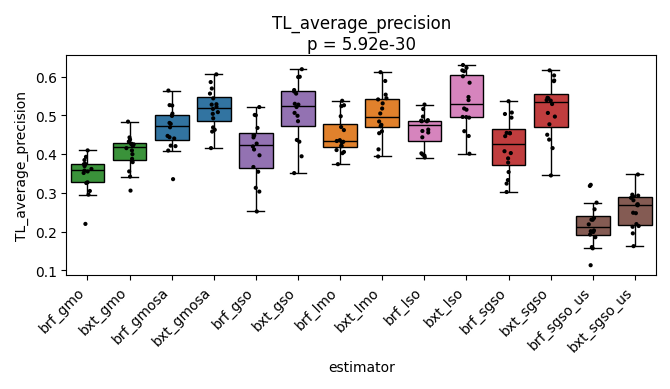 TL_average_precision
p = 5.92e-30
TL_average_precision
0.6
0.5
0.4
0.3
0.2
0.1
brf_gmo
bxt_gmo
brf_gmosa
bxt_gmosa
brf_gso
bxt_gso
brf_lmo
bxt_lmo
brf_lso
bxt_lso
brf_sgso
bxt_sgso
brf_sgso_us
bxt_sgso_us
estimator